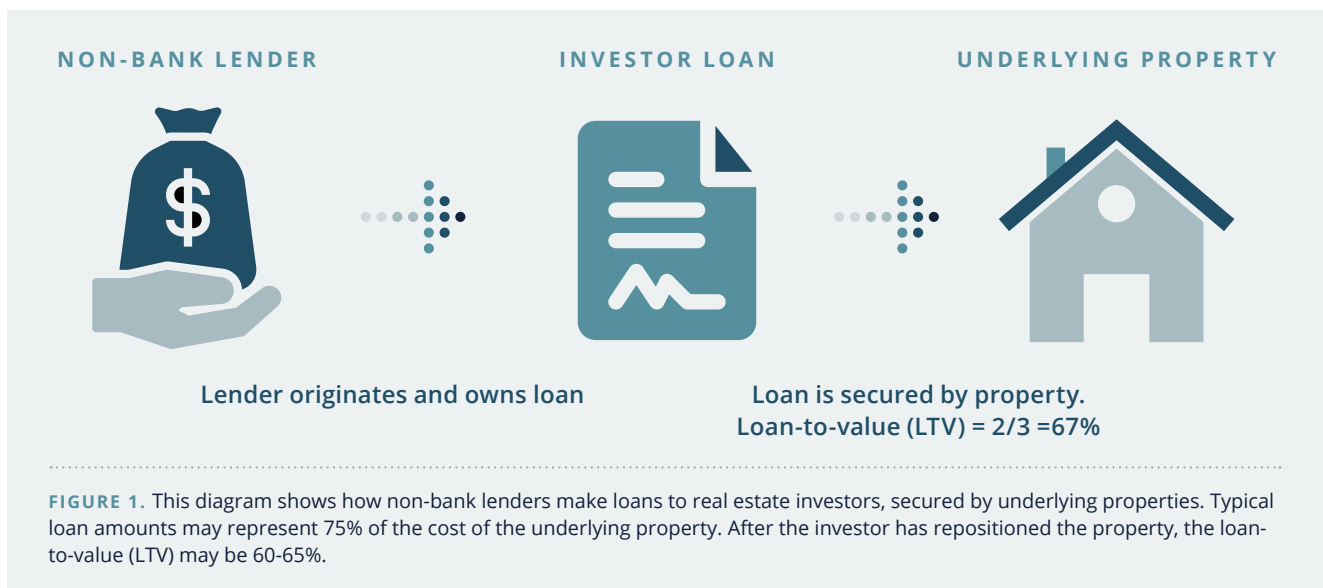 NON-BANK LENDER
INVESTOR LOAN
UNDERLYING PROPERTY
$
Lender originates and owns loan
Loan is secured by property.
Loan-to-value (LTV) = 2/3 =67%
FIGURE 1. This diagram shows how non-bank lenders make loans to real estate investors, secured by underlying properties. Typical
loan amounts may represent 75% of the cost of the underlying property. After the investor has repositioned the property, the loan-
to-value (LTV) may be 60-65%.